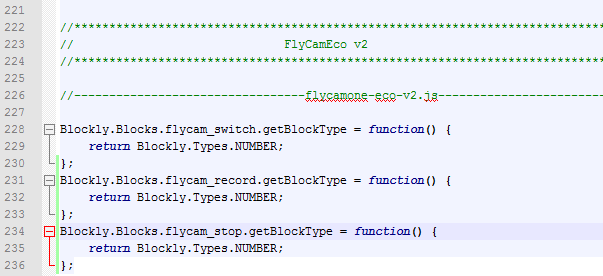 221
222 //*****************************************************************************
223 // FlyCamEco v2
224 //*****************************************************************************
225
226 //---------------------------------flycamone-eco-v2.js------------------------
227
228 Blockly.Blocks.flycam_switch.getBlockType = function() {
229 return Blockly.Types.NUMBER;
230 };
231 Blockly.Blocks.flycam_record.getBlockType = function() {
232 return Blockly.Types.NUMBER;
233 };
234 Blockly.Blocks.flycam_stop.getBlockType = function() {
235 return Blockly.Types.NUMBER;
236 };